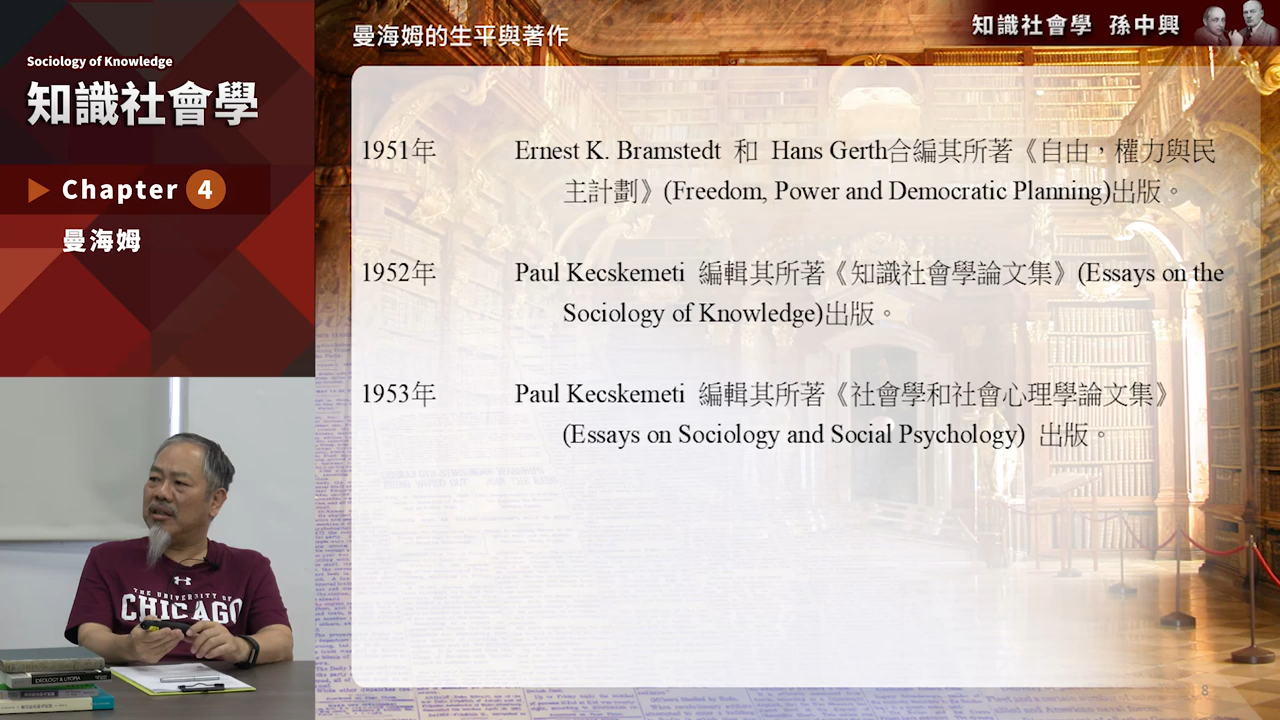 Sociology of Knowledge
知識社會學
Chapter 4
曼海姆
曼海姆的生平與著作
知識社會學 孫中興
1951年 Ernest K. Bramstedt 和 Hans Gerth合編其所著《自由，權力與民
主計劃》(Freedom, Power and Democratic Planning)出版。
1952年 Paul Kecskemeti 編輯其所著《知識社會學論文集》(Essays on the
Sociology of Knowledge)出版。
1953年 Paul Kecskemeti 編輯其所著《社會學和社會心理學論文集》
(Essays on Sociology and Social Psychology) 出版。
THE UNIVERSITY OF
CHICAGO
IDEOLOGY & UTOPIA
8